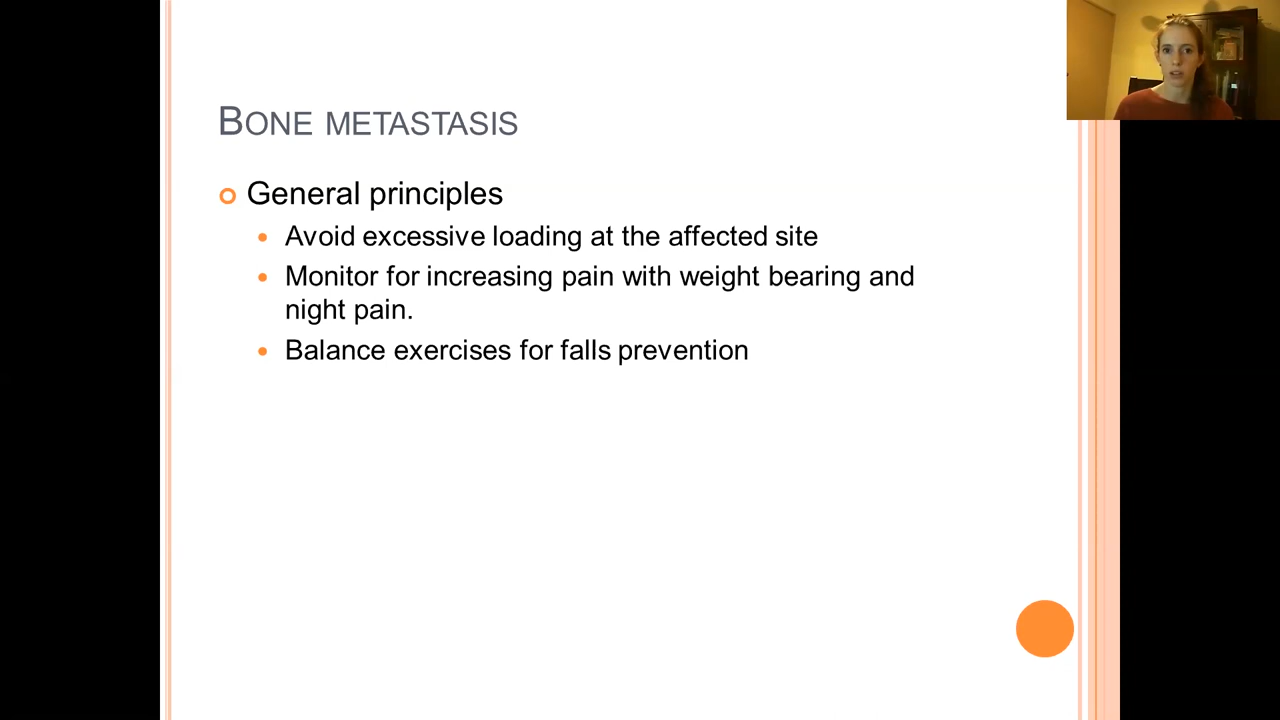 BONE METASTASIS
General principles
Avoid excessive loading at the affected site
Monitor for increasing pain with weight bearing and
night pain.
Balance exercises for falls prevention